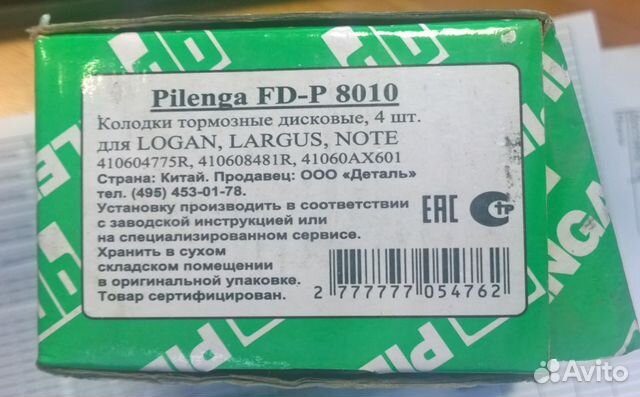 Pilenga FD-P 8010
Колодки тормозные дисковые, 4 шт.
для LOGAN, LARGUS, NOTE
410604775R, 410608481R, 41060AX601
Страна: Китай. Продавец: ООО «Деталь»
тел. (495) 453-01-78.
Установку производить в соответствии
с заводской инструкцией или
на специализированном сервисе.
Хранить в сухом
складском помещении
в оригинальной упаковке.
Товар сертифицирован.
EAC
2 777777 054762
Avito